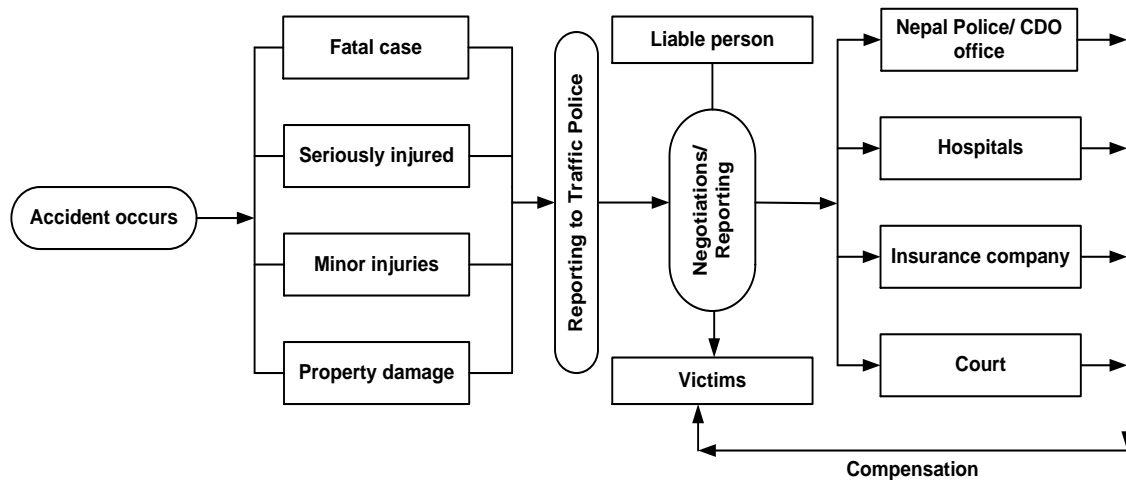 Accident occurs
Fatal case
Seriously injured
Minor injuries
Property damage
Reporting to Traffic Police
Liable person
Negotiations/
Reporting
Victims
Nepal Police/ CDO
office
Hospitals
Insurance company
Court
Compensation